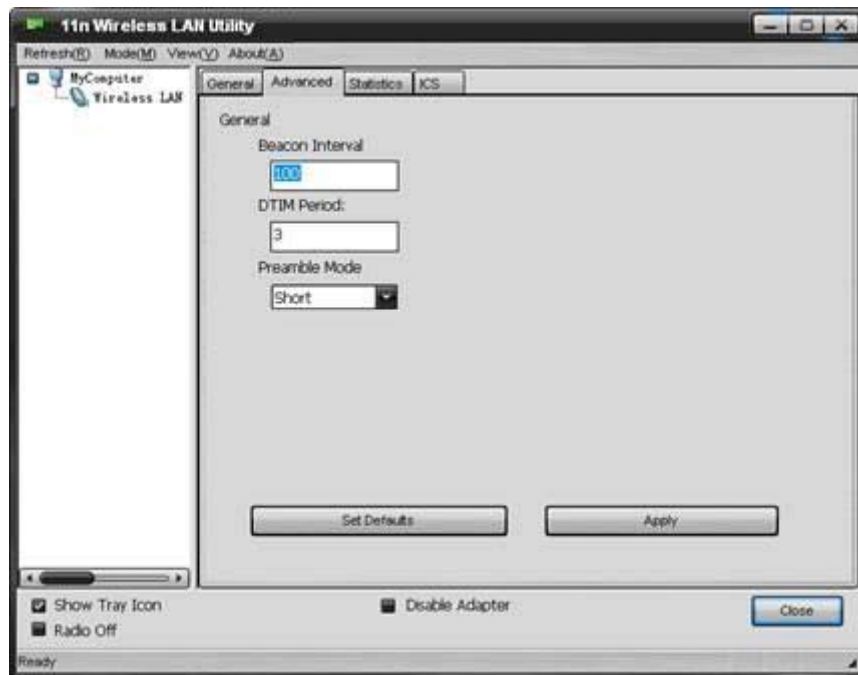 11n Wireless LAN Utility
Refresh(R) Mode(M) View(V) About(A)
MyComputer
Wireless LAN
General Advanced Statistics ICS
General
Beacon Interval
100
DTIM Period:
3
Preamble Mode
Short
Set Defaults Apply
Show Tray Icon Disable Adapter
Radio Off
Close
Ready